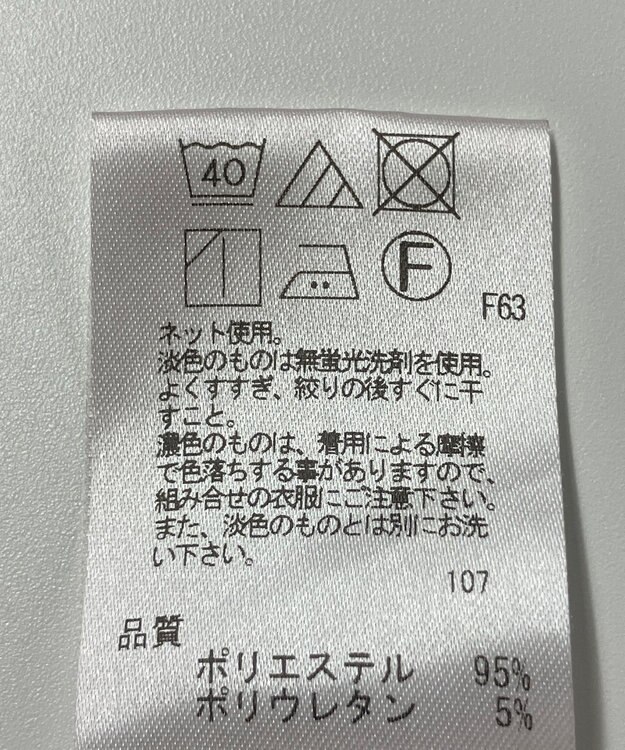 40
F
F63
ネット使用。
淡色のものは無蛍光洗剤を使用。
よくすすぎ、絞りの後すぐに干
すこと。
濃色のものは、着用による摩擦
で色落ちする事がありますので、
組み合せの衣服にご注意下さい。
また、淡色のものとは別にお洗
い下さい。
107
品質
ポリエステル 95%
ポリウレタン 5%